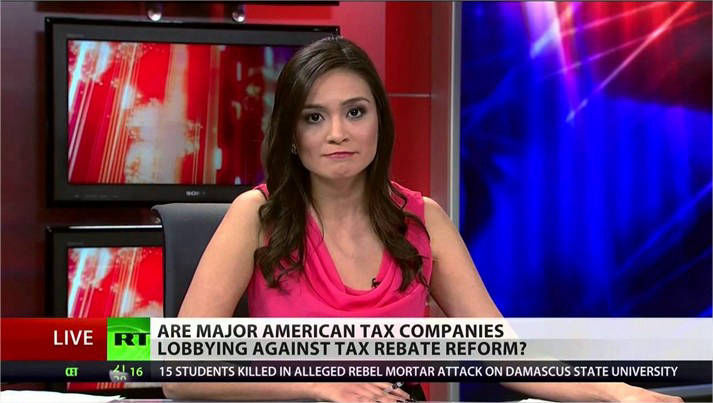 SONY
LIVE RT ARE MAJOR AMERICAN TAX COMPANIES
LOBBYING AGAINST TAX REBATE REFORM?
CET 16 15 STUDENTS KILLED IN ALLEGED REBEL MORTAR ATTACK ON DAMASCUS STATE UNIVERSITY